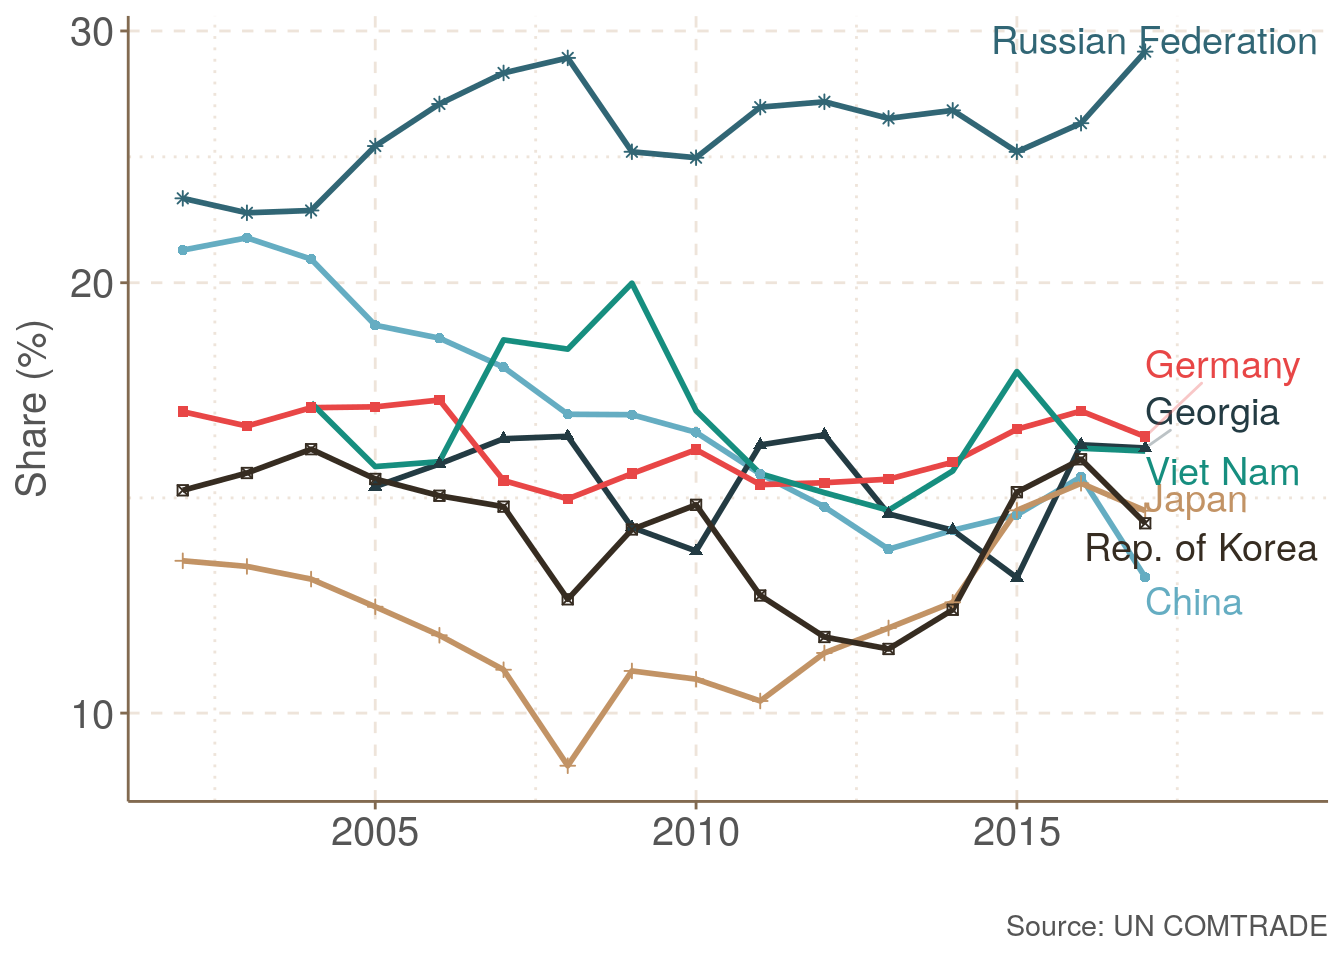 30
20
10
Share (%)
Russian Federation
Germany
Georgia
Viet Nam
Japan
Rep. of Korea
China
2005
2010
2015
Source: UN COMTRADE